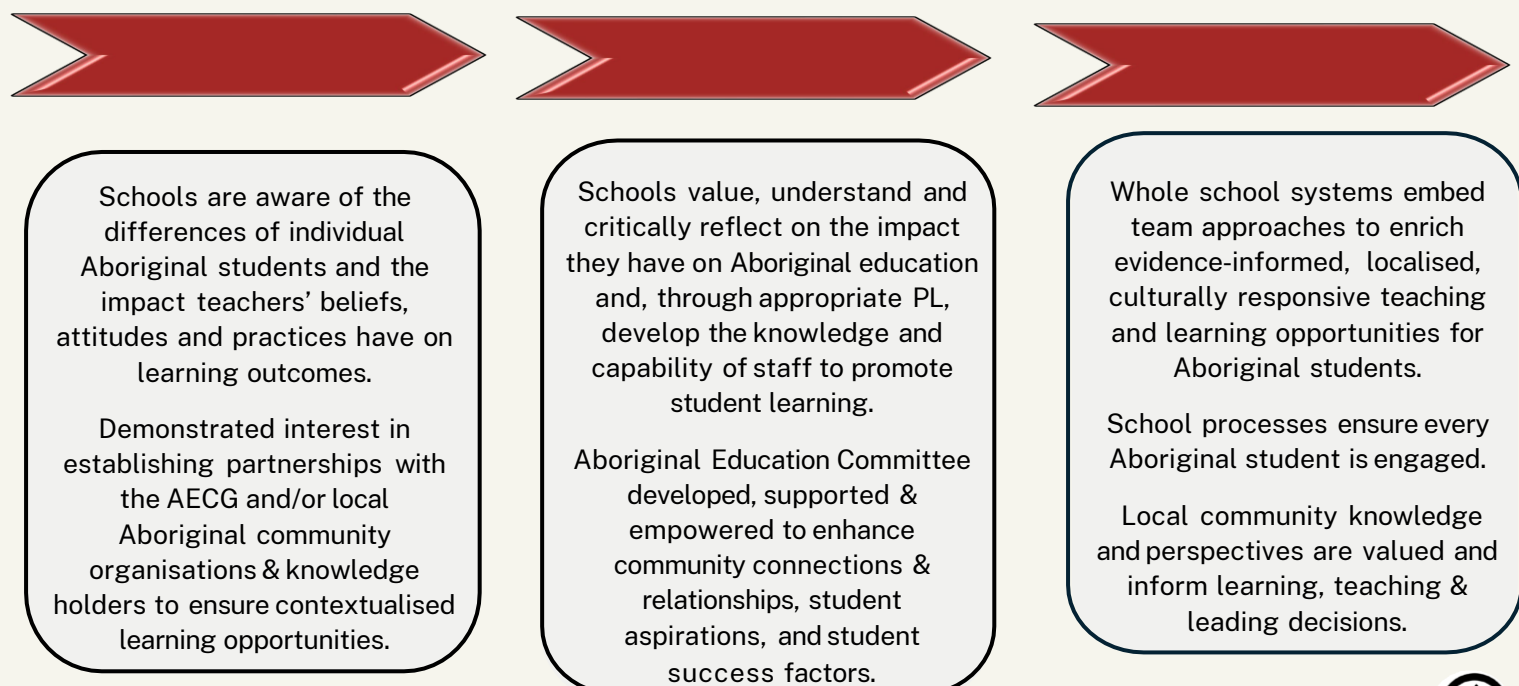 Schools are aware of the
differences of individual
Aboriginal students and the
impact teachers’ beliefs,
attitudes and practices have on
learning outcomes.
Demonstrated interest in
establishing partnerships with
the AECG and/or local
Aboriginal community
organisations & knowledge
holders to ensure contextualised
learning opportunities.
Schools value, understand and
critically reflect on the impact
they have on Aboriginal education
and, through appropriate PL,
develop the knowledge and
capability of staff to promote
student learning.
Aboriginal Education Committee
developed, supported &
empowered to enhance
community connections &
relationships, student
aspirations, and student
success factors.
Whole school systems embed
team approaches to enrich
evidence-informed, localised,
culturally responsive teaching
and learning opportunities for
Aboriginal students.
School processes ensure every
Aboriginal student is engaged.
Local community knowledge
and perspectives are valued and
inform learning, teaching &
leading decisions.